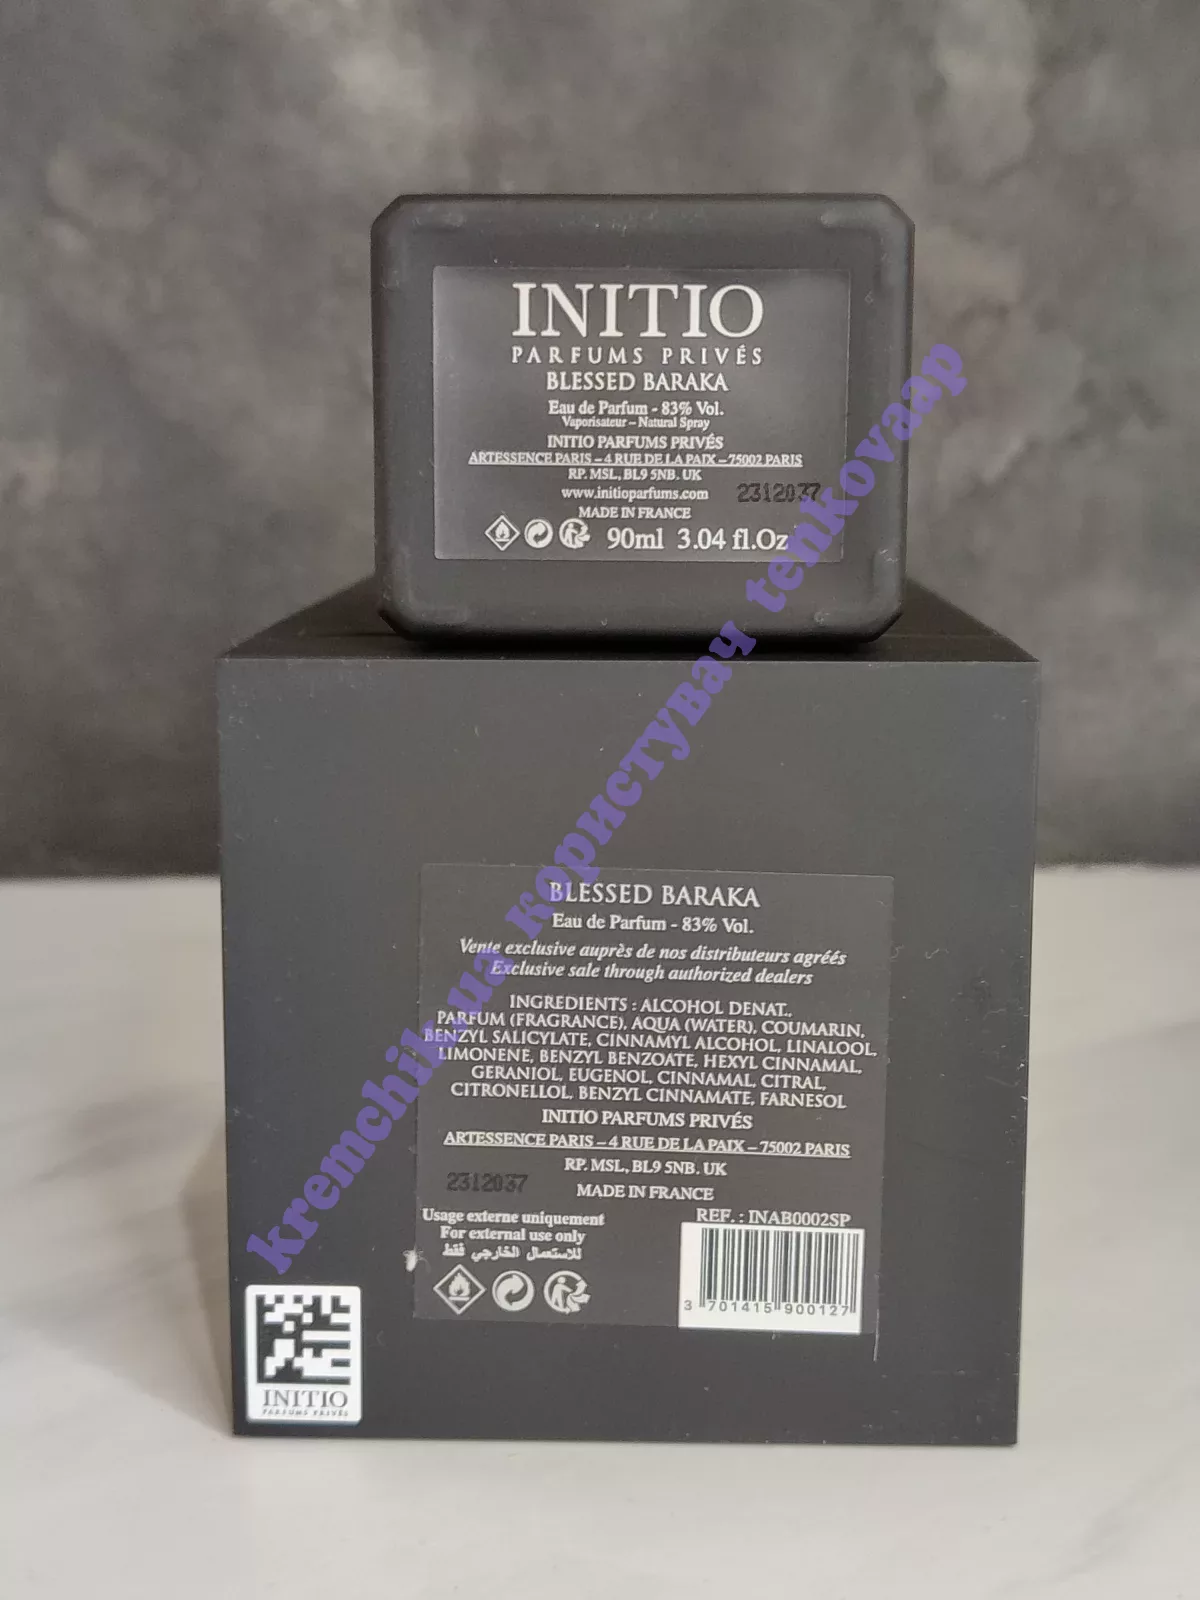 INITIO
PARFUMS PRIVÉS
BLESSED BARAKA
Eau de Parfum - 83% Vol.
Vaporisateur – Natural Spray
INITIO PARFUMS PRIVÉS
ARTESSENCE PARIS – 4 RUE DE LA PAIX – 75002 PARIS
RP. MSL, BL9 5NB. UK
www.initioparfums.com 2312037
MADE IN FRANCE
90ml 3.04 fl.Oz
kremchik.ua користувач tenkovaap
BLESSED BARAKA
Eau de Parfum - 83% Vol.
Vente exclusive auprès de nos distributeurs agréés
Exclusive sale through authorized dealers
INGREDIENTS : ALCOHOL DENAT.,
PARFUM (FRAGRANCE), AQUA (WATER), COUMARIN,
BENZYL SALICYLATE, CINNAMYL ALCOHOL, LINALOOL,
LIMONENE, BENZYL BENZOATE, HEXYL CINNAMAL,
GERANIOL, EUGENOL, CINNAMAL, CITRAL,
CITRONELLOL, BENZYL CINNAMATE, FARNESOL
INITIO PARFUMS PRIVÉS
ARTESSENCE PARIS – 4 RUE DE LA PAIX – 75002 PARIS
RP. MSL, BL9 5NB. UK
2312037 MADE IN FRANCE
Usage externe uniquement
For external use only
للاستعمال الخارجي فقط
REF. : INAB0002SP
3 701415 900127
INITIO
PARFUMS PRIVÉS